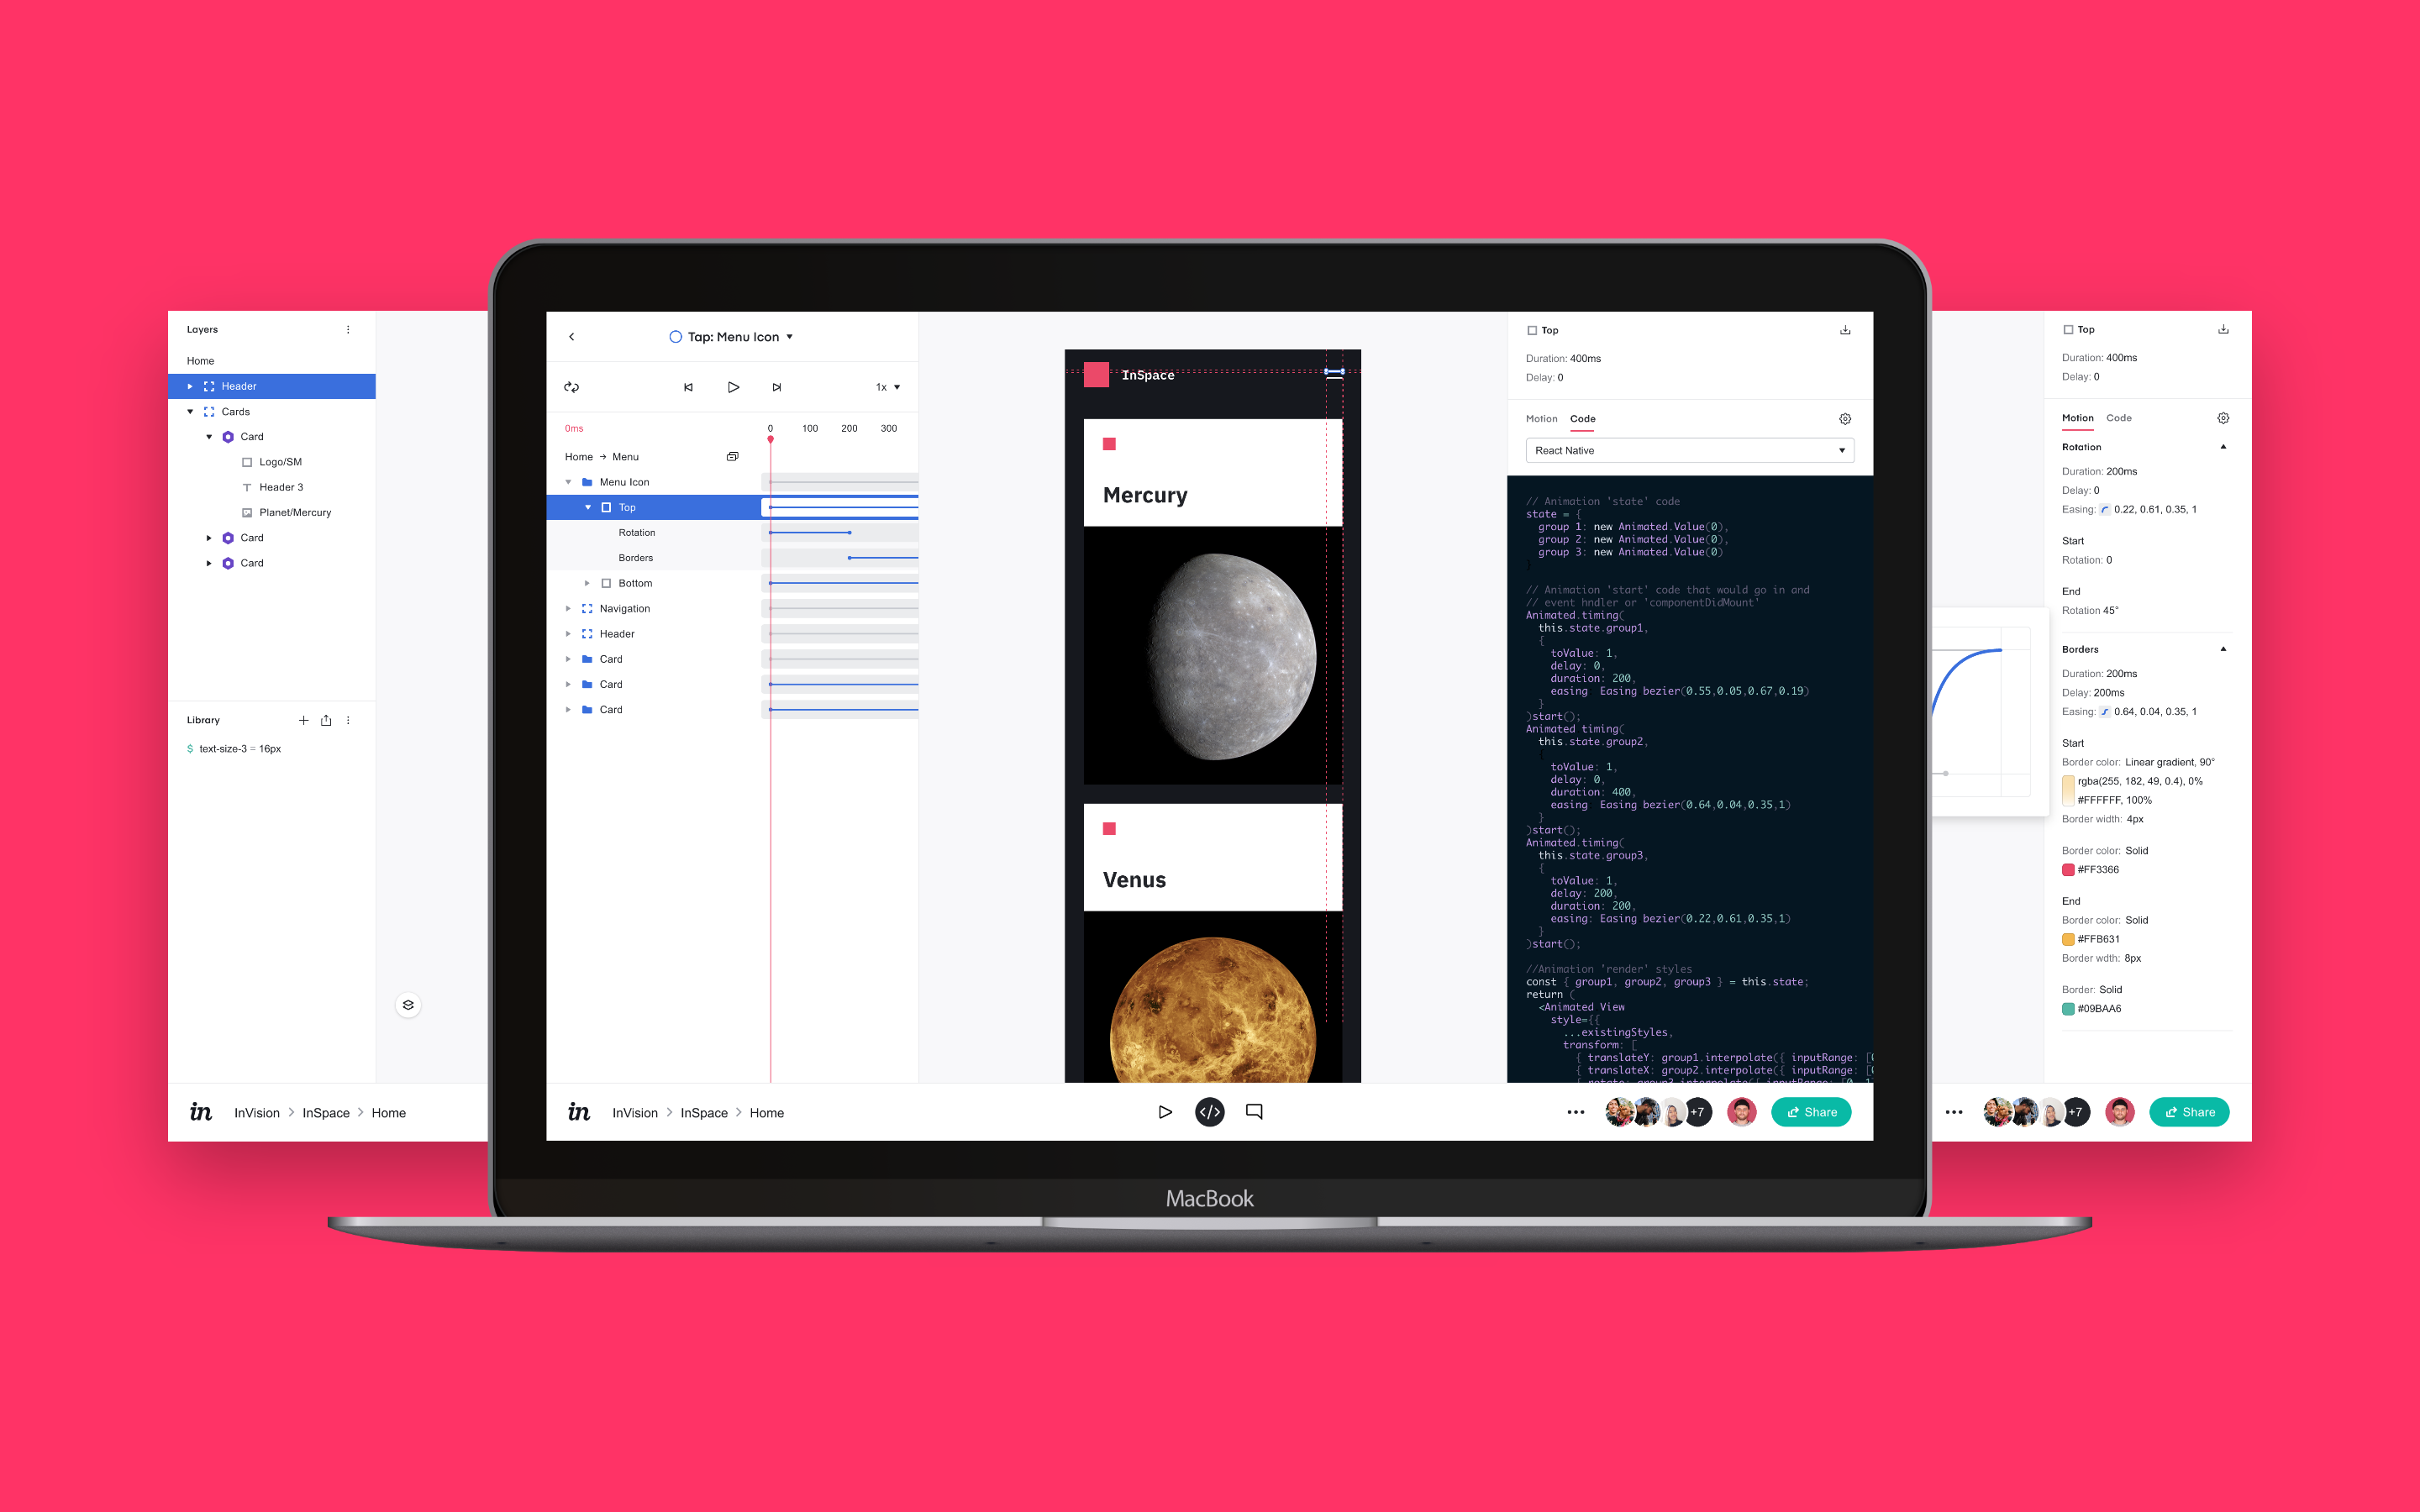 Layers
Home
Header
Cards
Card
Logo/SM
Header 3
Planet/Mercury
Card
Card
Library
$ text-size-3 = 16px
in InVision > InSpace > Home
Tap: Menu Icon
1x
0ms 0 100 200 300
Home → Menu
Menu Icon
Top
Rotation
Borders
Bottom
Navigation
Header
Card
Card
Card
InSpace
Mercury
Venus
Top
Duration: 400ms
Delay: 0
Motion Code
React Native
// Animation 'state' code
state = {
group 1: new Animated.Value(0),
group 2: new Animated.Value(0),
group 3: new Animated.Value(0)
}
// Animation 'start' code that would go in and
// event hndler or 'componentDidMount'
Animated.timing(
this.state.group1,
{
toValue: 1,
delay: 0,
duration: 200,
easing Easing bezier(0.55,0.05,0.67,0.19)
}
)start();
Animated timing(
this.state.group2,
toValue: 1,
delay: 0,
duration: 400,
easing Easing bezier(0.64,0.04,0.35,1)
}
)start();
Animated.timing(
this.state.group3,
{
toValue: 1,
delay: 200,
duration: 200,
easing: Easing bezier(0.22,0.61,0.35,1)
}
)start();
//Animation 'render' styles
const { group1, group2, group3 } = this.state;
return (
<Animated View
style={{
...existingStyles,
transform: [
{ translateY: group1.interpolate({ inputRange: [
{ translateX: group2.interpolate({ inputRange: [
in InVision > InSpace > Home
</> ... +7 Share
MacBook
Top
Duration: 400ms
Delay: 0
Motion Code
Rotation
Duration: 200ms
Delay: 0
Easing: 0.22, 0.61, 0.35, 1
Start
Rotation: 0
End
Rotation 45°
Borders
Duration: 200ms
Delay: 200ms
Easing: 0.64, 0.04, 0.35, 1
Start
Border color: Linear gradient, 90°
rgba(255, 182, 49, 0.4), 0%
#FFFFFF, 100%
Border width: 4px
Border color: Solid
#FF3366
End
Border color: Solid
#FFB631
Border wdth: 8px
Border: Solid
#09BAA6
... +7 Share